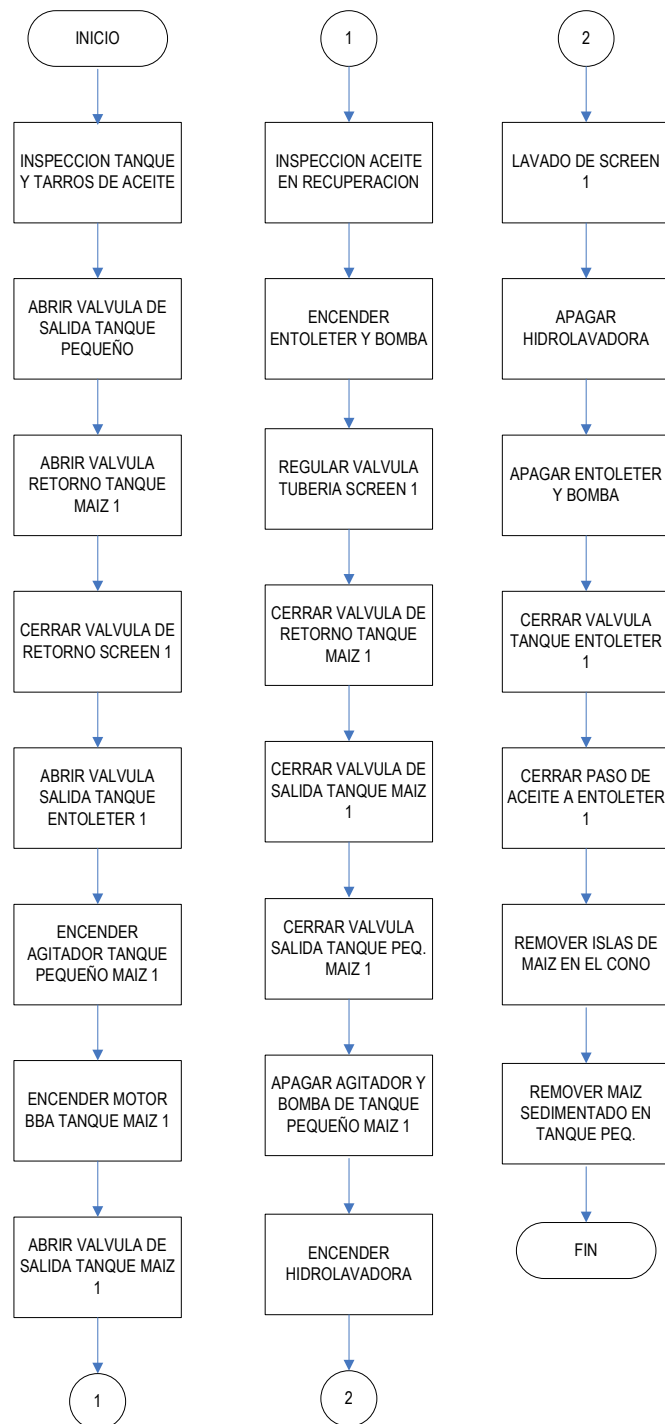 INICIO
INSPECCION TANQUE
Y TARROS DE ACEITE
ABRIR VALVULA DE
SALIDA TANQUE
PEQUEÑO
ABRIR VALVULA
RETORNO TANQUE
MAIZ 1
CERRAR VALVULA DE
RETORNO SCREEN 1
ABRIR VALVULA
SALIDA TANQUE
ENTOLETER 1
ENCENDER
AGITADOR TANQUE
PEQUEÑO MAIZ 1
ENCENDER MOTOR
BBA TANQUE MAIZ 1
ABRIR VALVULA DE
SALIDA TANQUE MAIZ
1
1
1
INSPECCION ACEITE
EN RECUPERACION
ENCENDER
ENTOLETER Y BOMBA
REGULAR VALVULA
TUBERIA SCREEN 1
CERRAR VALVULA DE
RETORNO TANQUE
MAIZ 1
CERRAR VALVULA DE
SALIDA TANQUE MAIZ
1
CERRAR VALVULA
SALIDA TANQUE PEQ.
MAIZ 1
APAGAR AGITADOR Y
BOMBA DE TANQUE
PEQUEÑO MAIZ 1
ENCENDER
HIDROLAVADORA
2
2
LAVADO DE SCREEN
1
APAGAR
HIDROLAVADORA
APAGAR ENTOLETER
Y BOMBA
CERRAR VALVULA
TANQUE ENTOLETER
1
CERRAR PASO DE
ACEITE A ENTOLETER
1
REMOVER ISLAS DE
MAIZ EN EL CONO
REMOVER MAIZ
SEDIMENTADO EN
TANQUE PEQ.
FIN